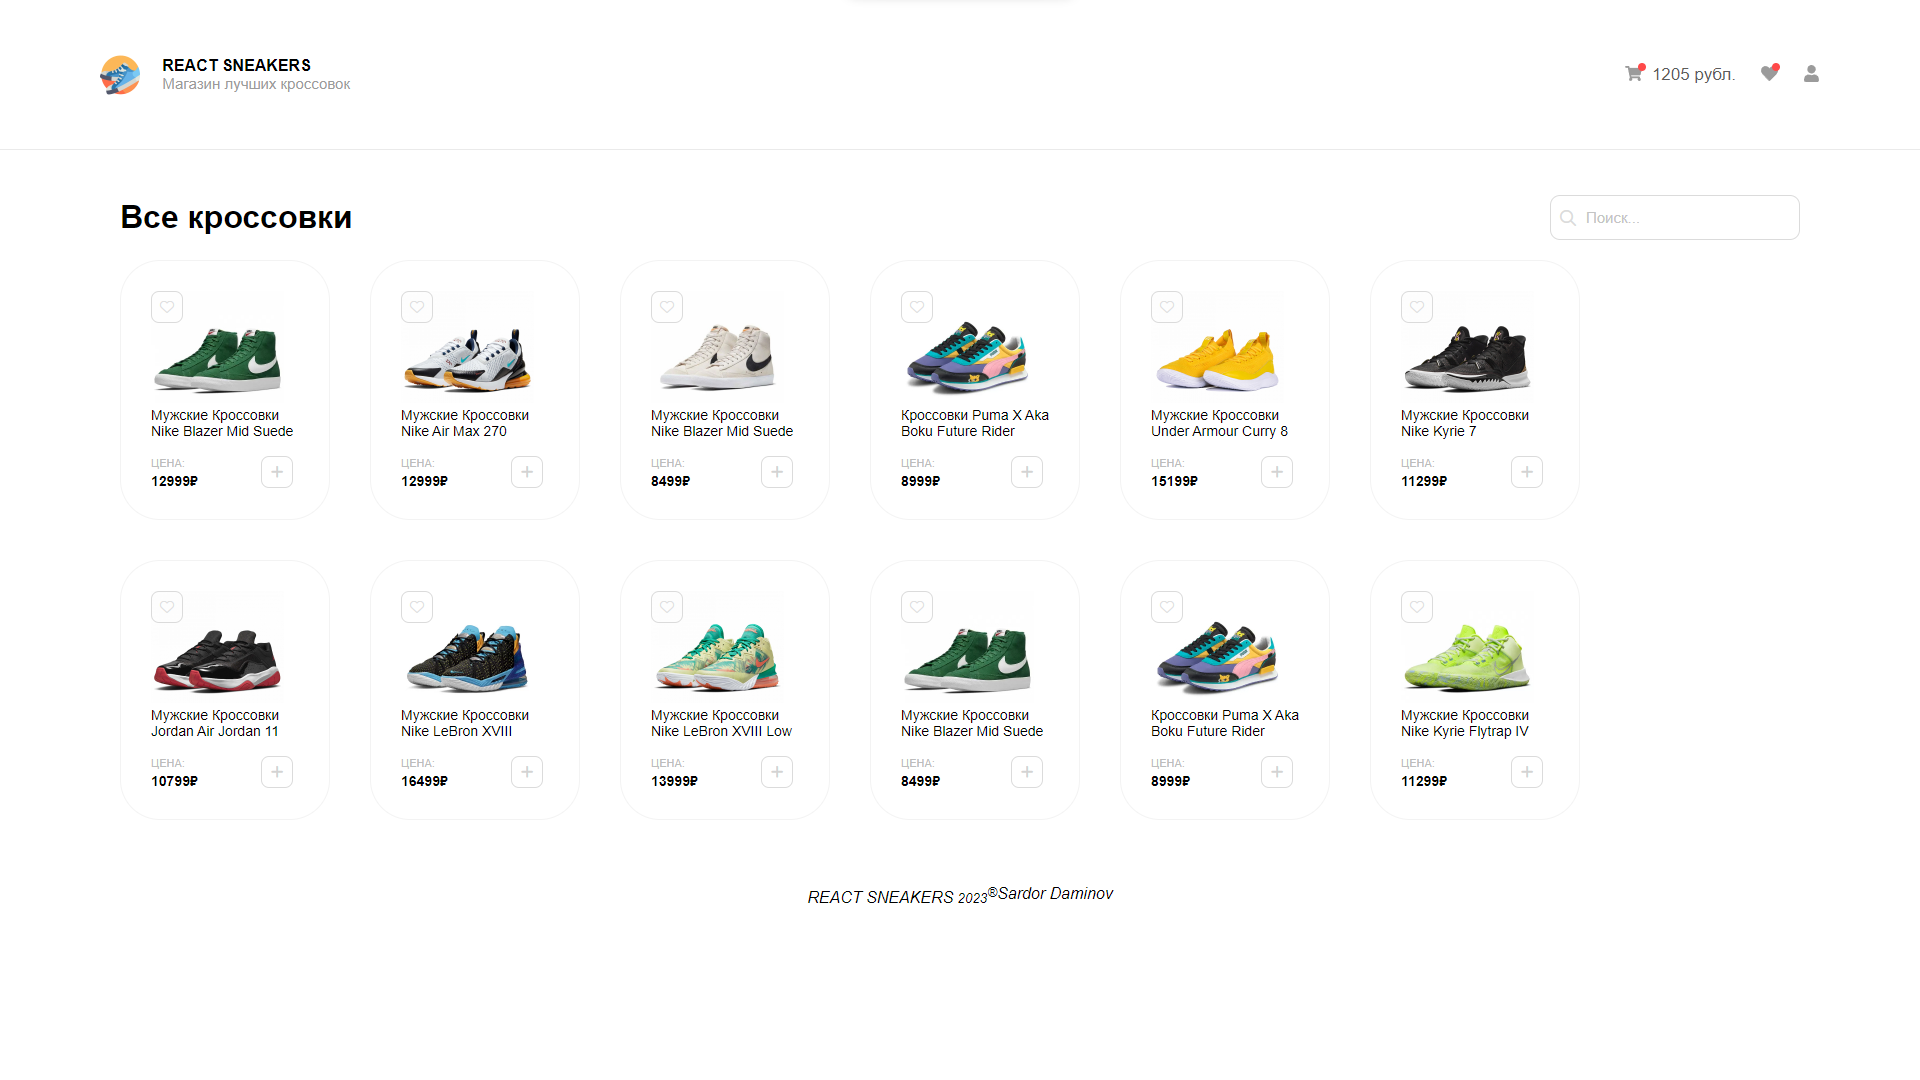 REACT SNEAKERS
Магазин лучших кроссовок
1205 рубл.
Все кроссовки
Поиск...
Мужские Кроссовки
Nike Blazer Mid Suede
ЦЕНА:
12999₽
Мужские Кроссовки
Nike Air Max 270
ЦЕНА:
12999₽
Мужские Кроссовки
Nike Blazer Mid Suede
ЦЕНА:
8499₽
Кроссовки Puma X Aka
Boku Future Rider
ЦЕНА:
8999₽
Мужские Кроссовки
Under Armour Curry 8
ЦЕНА:
15199₽
Мужские Кроссовки
Nike Kyrie 7
ЦЕНА:
11299₽
Мужские Кроссовки
Jordan Air Jordan 11
ЦЕНА:
10799₽
Мужские Кроссовки
Nike LeBron XVIII
ЦЕНА:
16499₽
Мужские Кроссовки
Nike LeBron XVIII Low
ЦЕНА:
13999₽
Мужские Кроссовки
Nike Blazer Mid Suede
ЦЕНА:
8499₽
Кроссовки Puma X Aka
Boku Future Rider
ЦЕНА:
8999₽
Мужские Кроссовки
Nike Kyrie Flytrap IV
ЦЕНА:
11299₽
REACT SNEAKERS 2023®Sardor Daminov